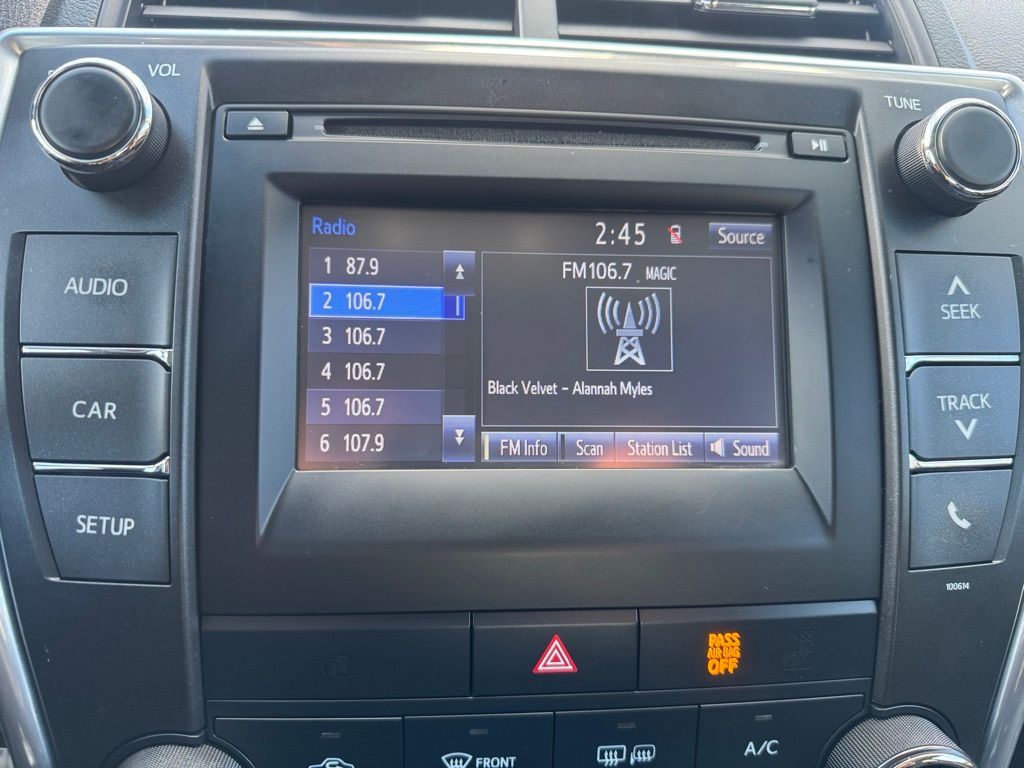 VOL
TUNE
Radio
2:45
Source
1 87.9
2 106.7
3 106.7
4 106.7
5 106.7
6 107.9
FM106.7 MAGIC
Black Velvet - Alannah Myles
FM Info
Scan
Station List
Sound
AUDIO
CAR
SETUP
SEEK
TRACK
100614
PASS
AIR BAG
OFF
FRONT
A/C